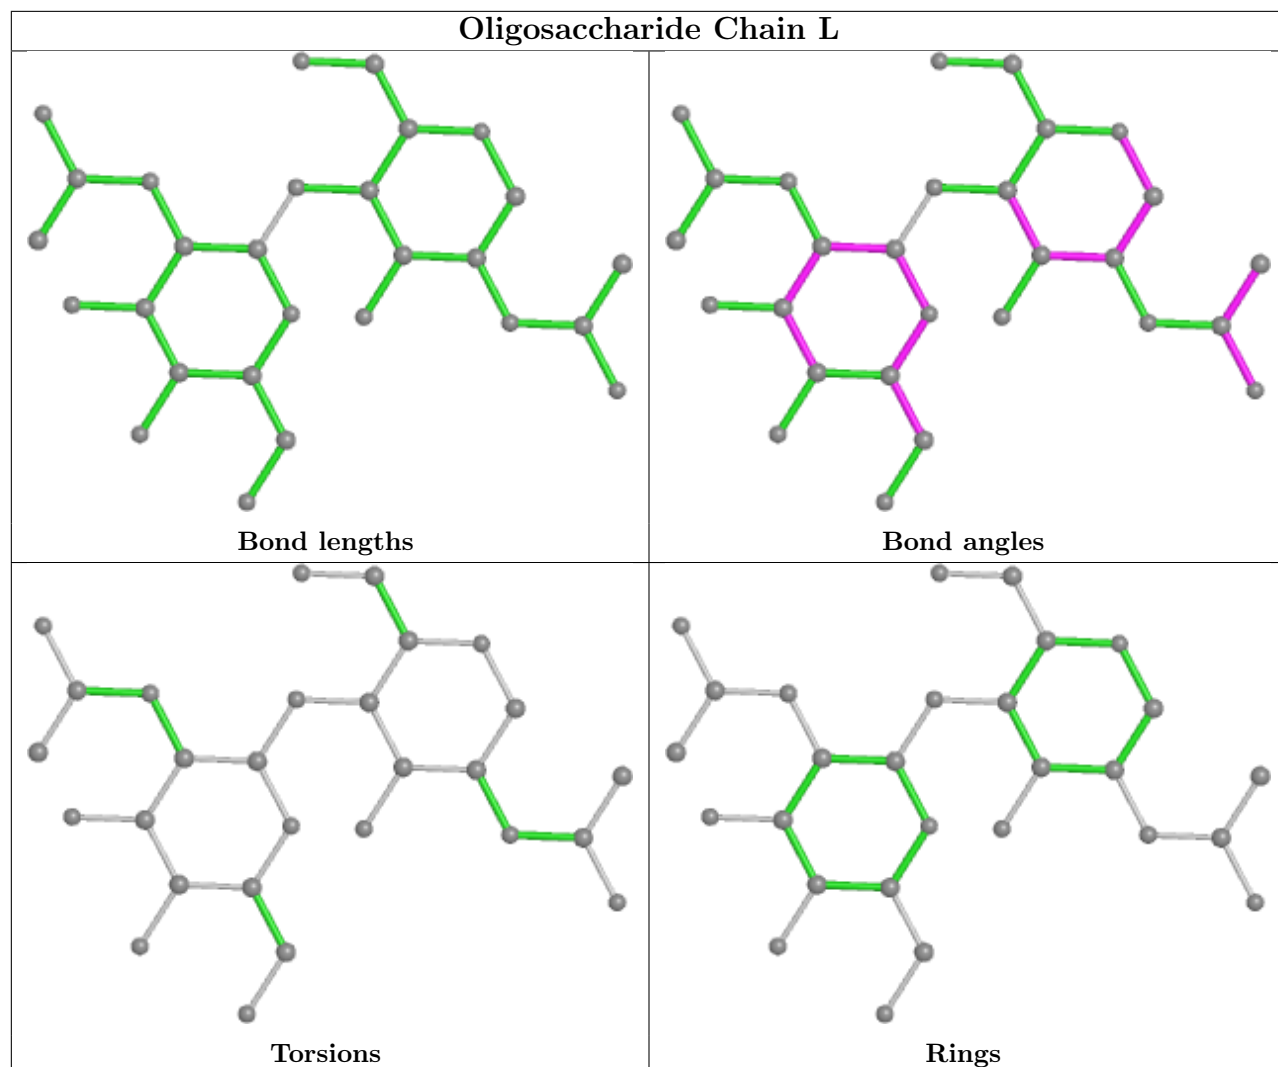 Oligosaccharide Chain L
Bond lengths
Bond angles
Torsions
Rings